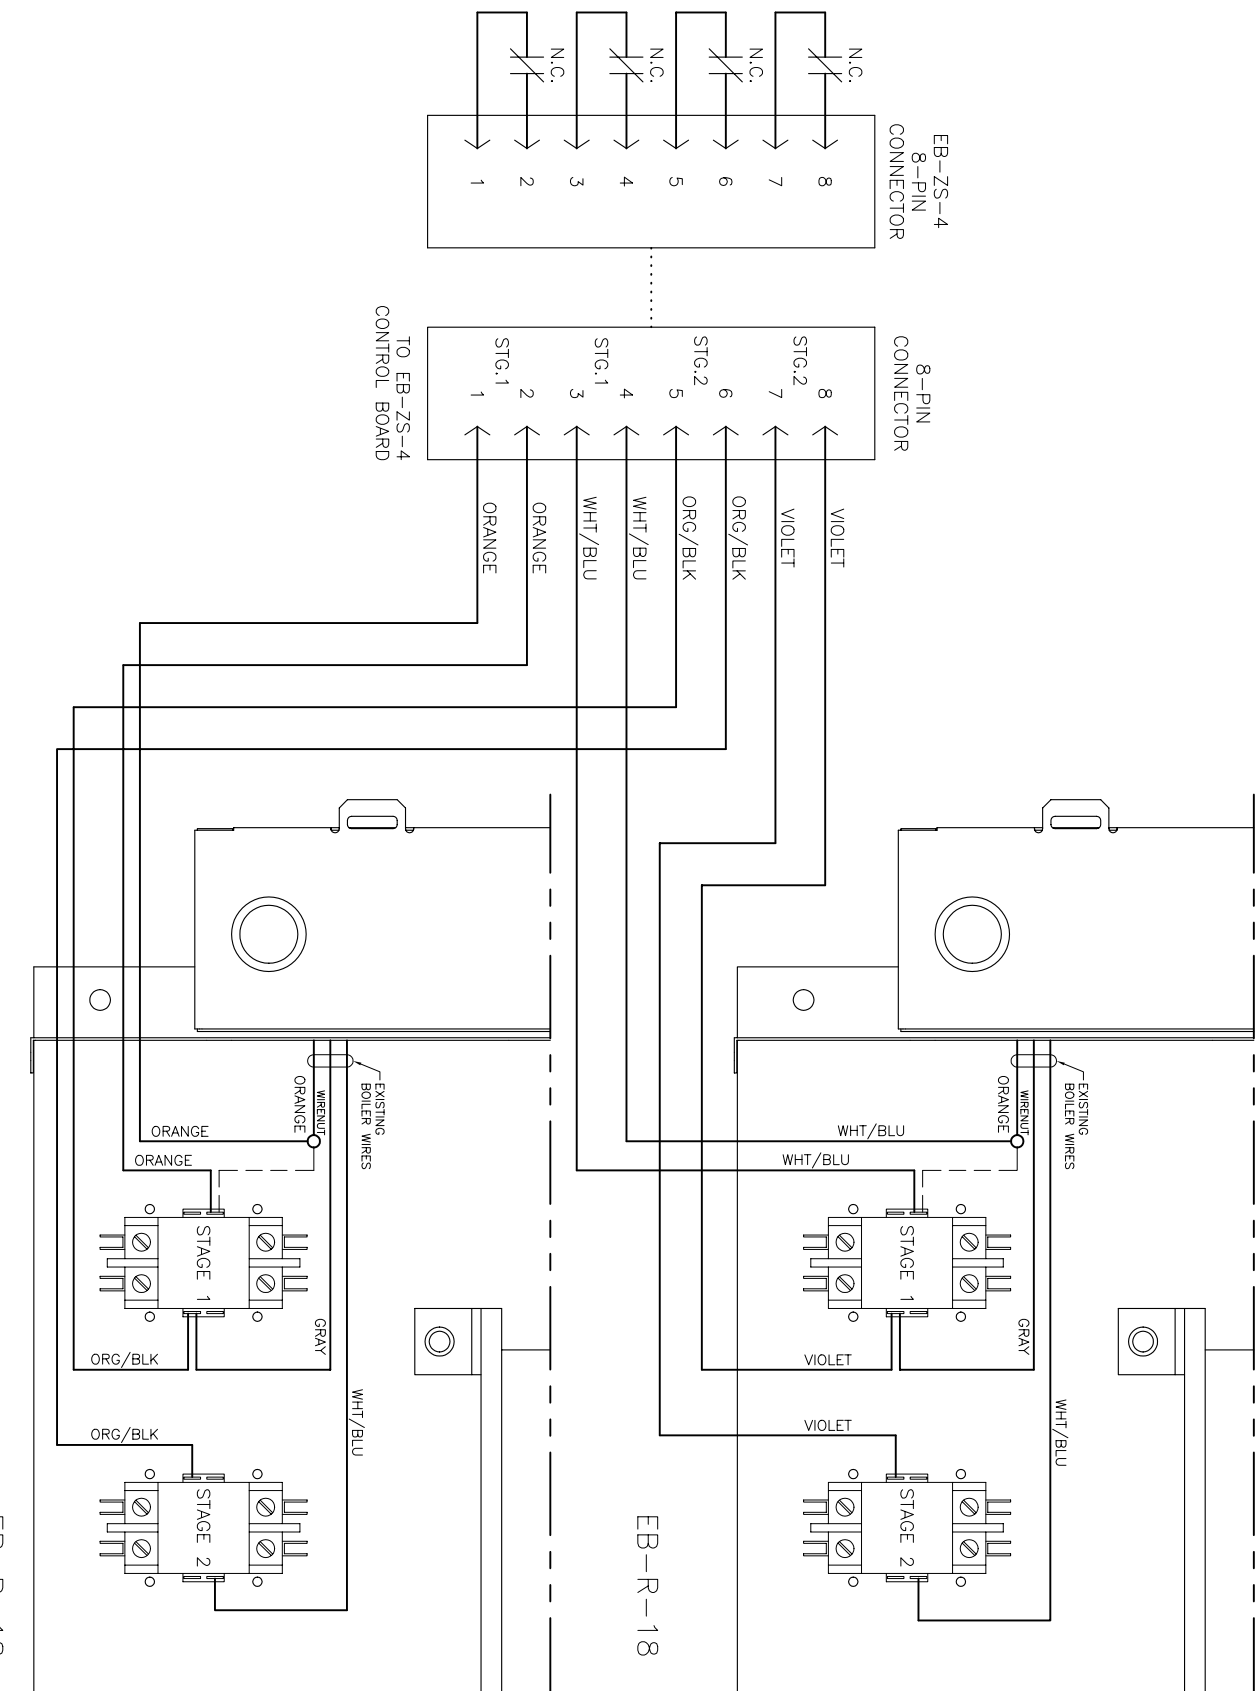 N.C.
N.C.
N.C.
N.C.
EB-ZS-4
8-PIN
CONNECTOR
1
2
3
4
5
6
7
8
8-PIN
CONNECTOR
STG.1
STG.1
STG.2
STG.2
1
2
3
4
5
6
7
8
TO EB-ZS-4
CONTROL BOARD
ORANGE
ORANGE
WHT/BLU
WHT/BLU
ORG/BLK
ORG/BLK
VIOLET
VIOLET
EXISTING
BOILER WIRES
WIRENUT
ORANGE
WHT/BLU
WHT/BLU
STAGE 1
GRAY
VIOLET
VIOLET
WHT/BLU
STAGE 2
EB-R-18
EXISTING
BOILER WIRES
WIRENUT
ORANGE
ORANGE
ORANGE
STAGE 1
GRAY
ORG/BLK
ORG/BLK
WHT/BLU
STAGE 2